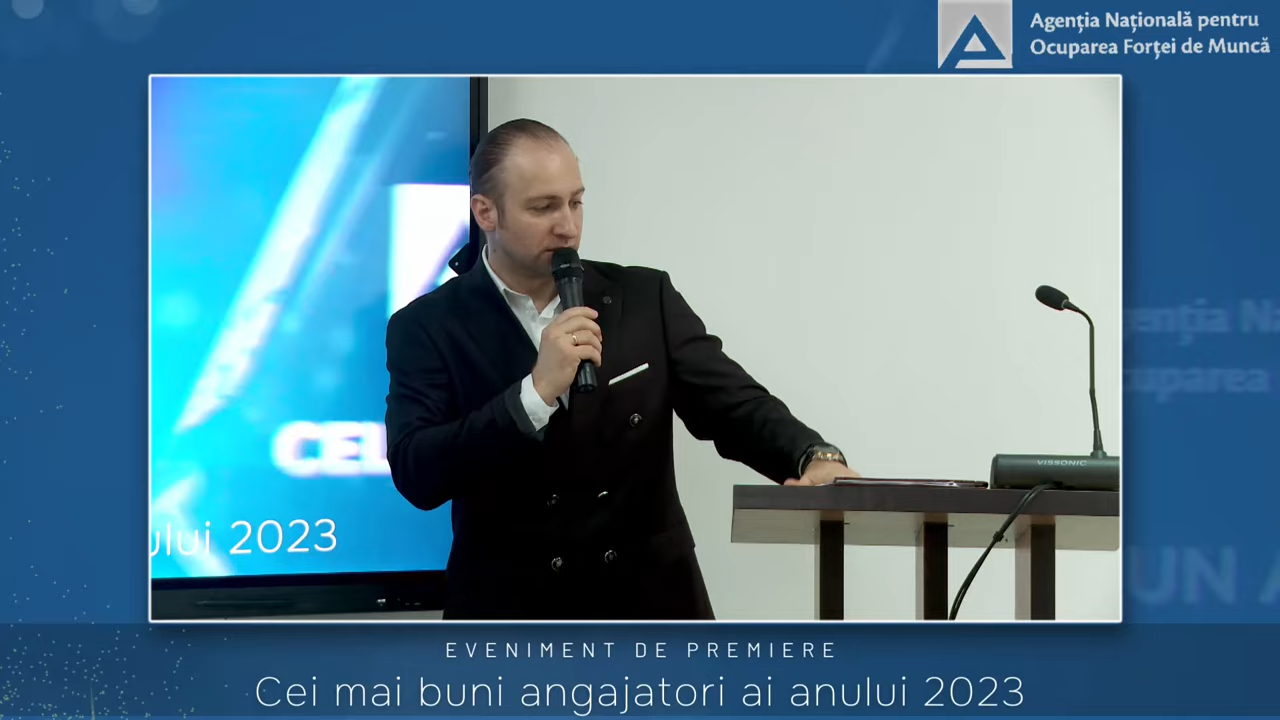 Agenția Națională pentru
Ocuparea Forței de Muncă
CEI
ului 2023
VISSONIC
EVENIMENT DE PREMIERE
Cei mai buni angajatori ai anului 2023